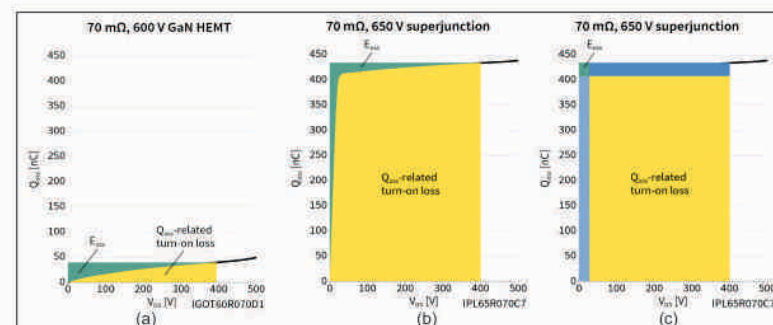 70 mΩ, 600 V GaN HEMT
450
400
350
300
250
200
150
100
50
0
Qoss [nC]
Eoss
Qoss-related
turn-on loss
0 100 200 300 400 500
VDS [V]
IGOT60R070D1
(a)
70 mΩ, 650 V superjunction
450
400
350
300
250
200
150
100
50
0
Qoss [nC]
Eoss
Qoss-related
turn-on loss
0 100 200 300 400 500
VDS [V]
IPL65R070C7
(b)
70 mΩ, 650 V superjunction
450
400
350
300
250
200
150
100
50
0
Qoss [nC]
Eoss
Qoss-related
turn-on loss
0 100 200 300 400 500
VDS [V]
IPL65R070C7
(c)